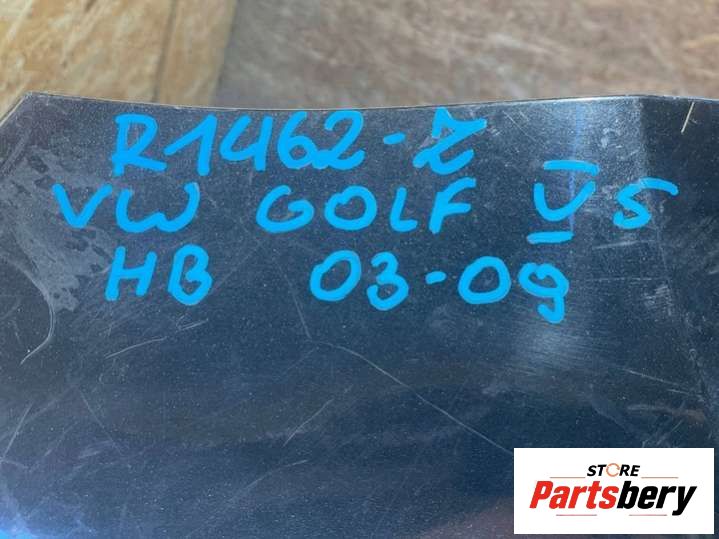 R1462-Z
VW GOLF V 5
HB 03-09
STORE
Partsbery